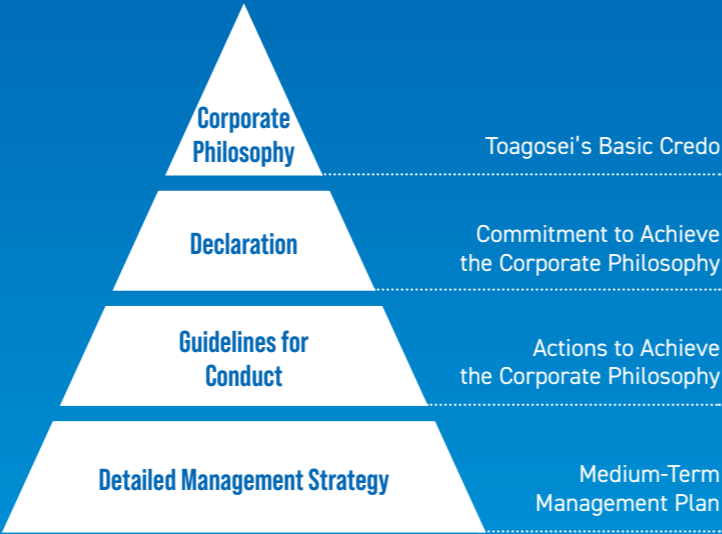 Corporate
Philosophy
Toagosei's Basic Credo
Declaration
Commitment to Achieve
the Corporate Philosophy
Guidelines for
Conduct
Actions to Achieve
the Corporate Philosophy
Detailed Management Strategy
Medium-Term
Management Plan